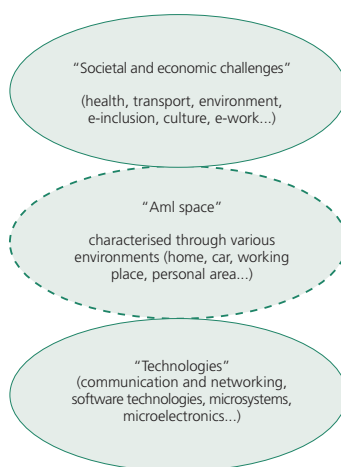 “Societal and economic challenges”
(health, transport, environment,
e-inclusion, culture, e-work...)
“AmI space”
characterised through various
environments (home, car, working
place, personal area...)
“Technologies”
(communication and networking,
software technologies, microsystems,
microelectronics...)